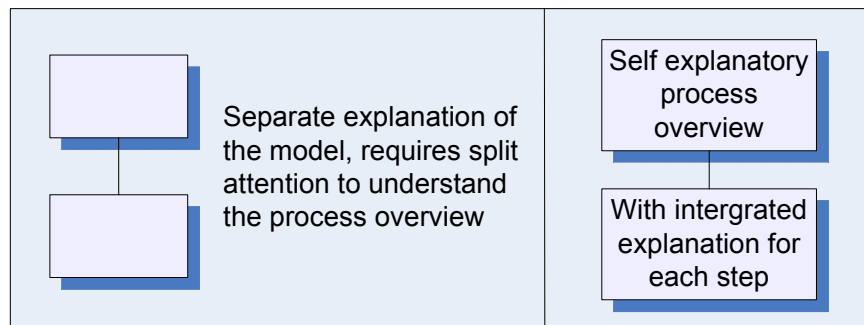 Separate explanation of
the model, requires split
attention to understand
the process overview
Self explanatory
process
overview
With intergrated
explanation for
each step